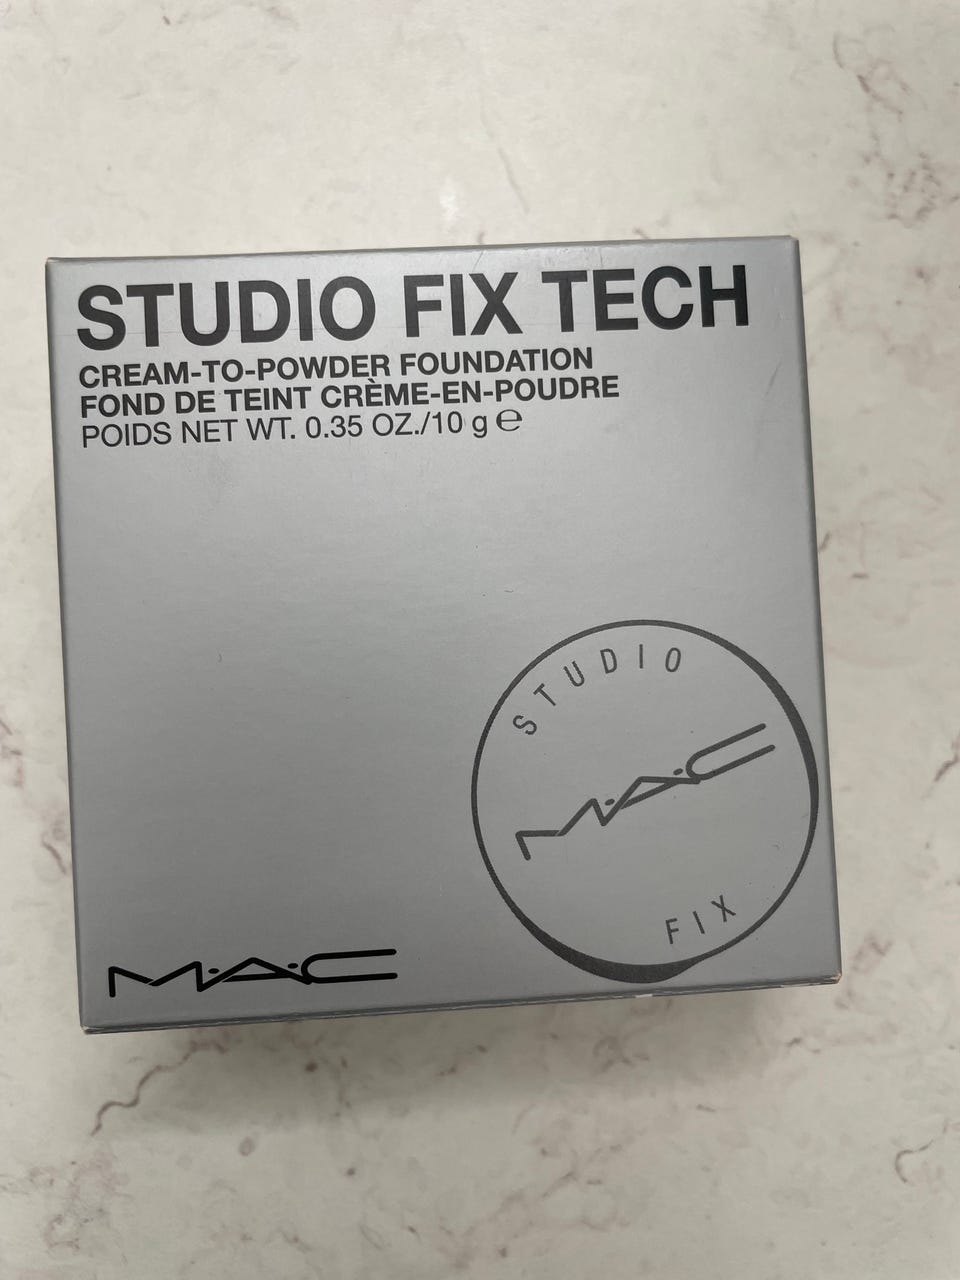 STUDIO FIX TECH
CREAM-TO-POWDER FOUNDATION
FOND DE TEINT CRÈME-EN-POUDRE
POIDS NET WT. 0.35 OZ./10 g ℮
STUDIO
M·A·C
FIX
M·A·C